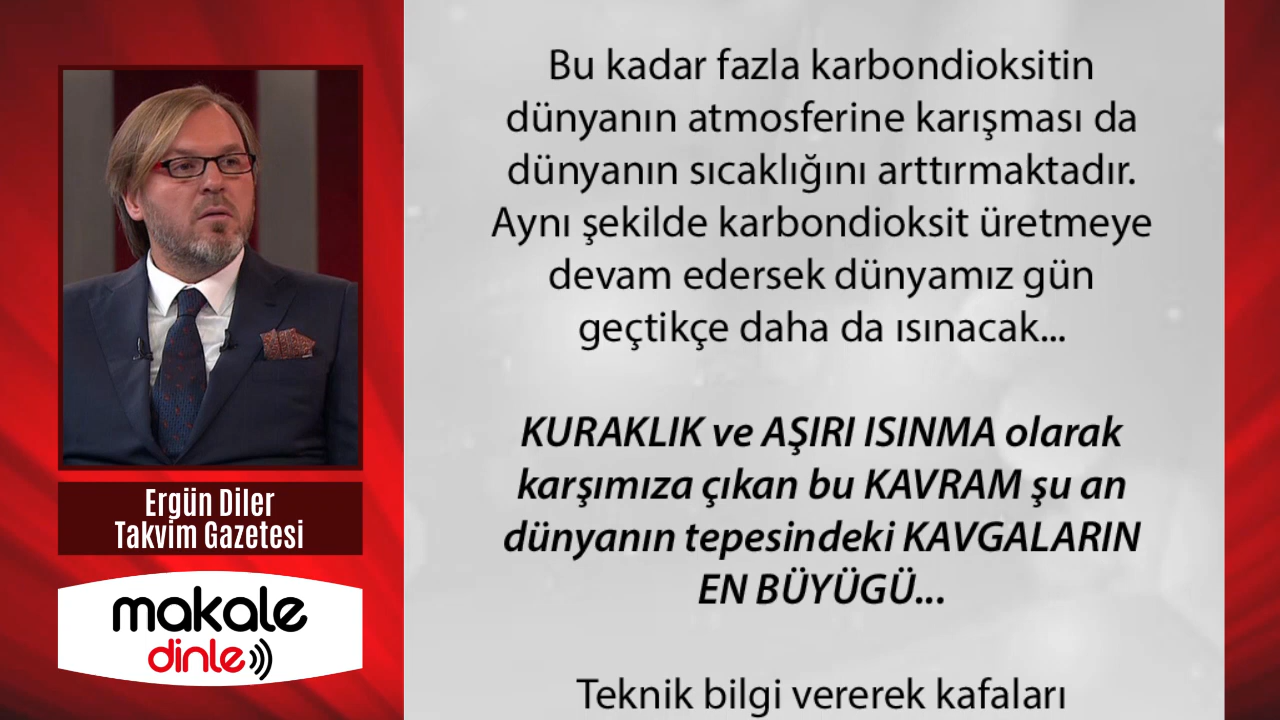 Ergün Diler
Takvim Gazetesi
makale
dinle
Bu kadar fazla karbondioksitin
dünyanın atmosferine karışması da
dünyanın sıcaklığını arttırmaktadır.
Aynı şekilde karbondioksit üretmeye
devam edersek dünyamız gün
geçtikçe daha da ısınacak...
KURAKLIK ve AŞIRI ISINMA olarak
karşımıza çıkan bu KAVRAM şu an
dünyanın tepesindeki KAVGALARIN
EN BÜYÜGÜ...
Teknik bilgi vererek kafaları